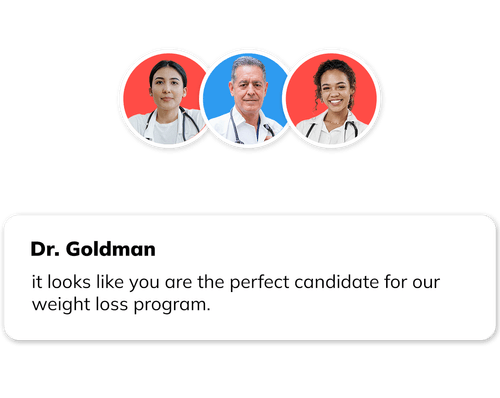 Dr. Goldman
it looks like you are the perfect candidate for our
weight loss program.